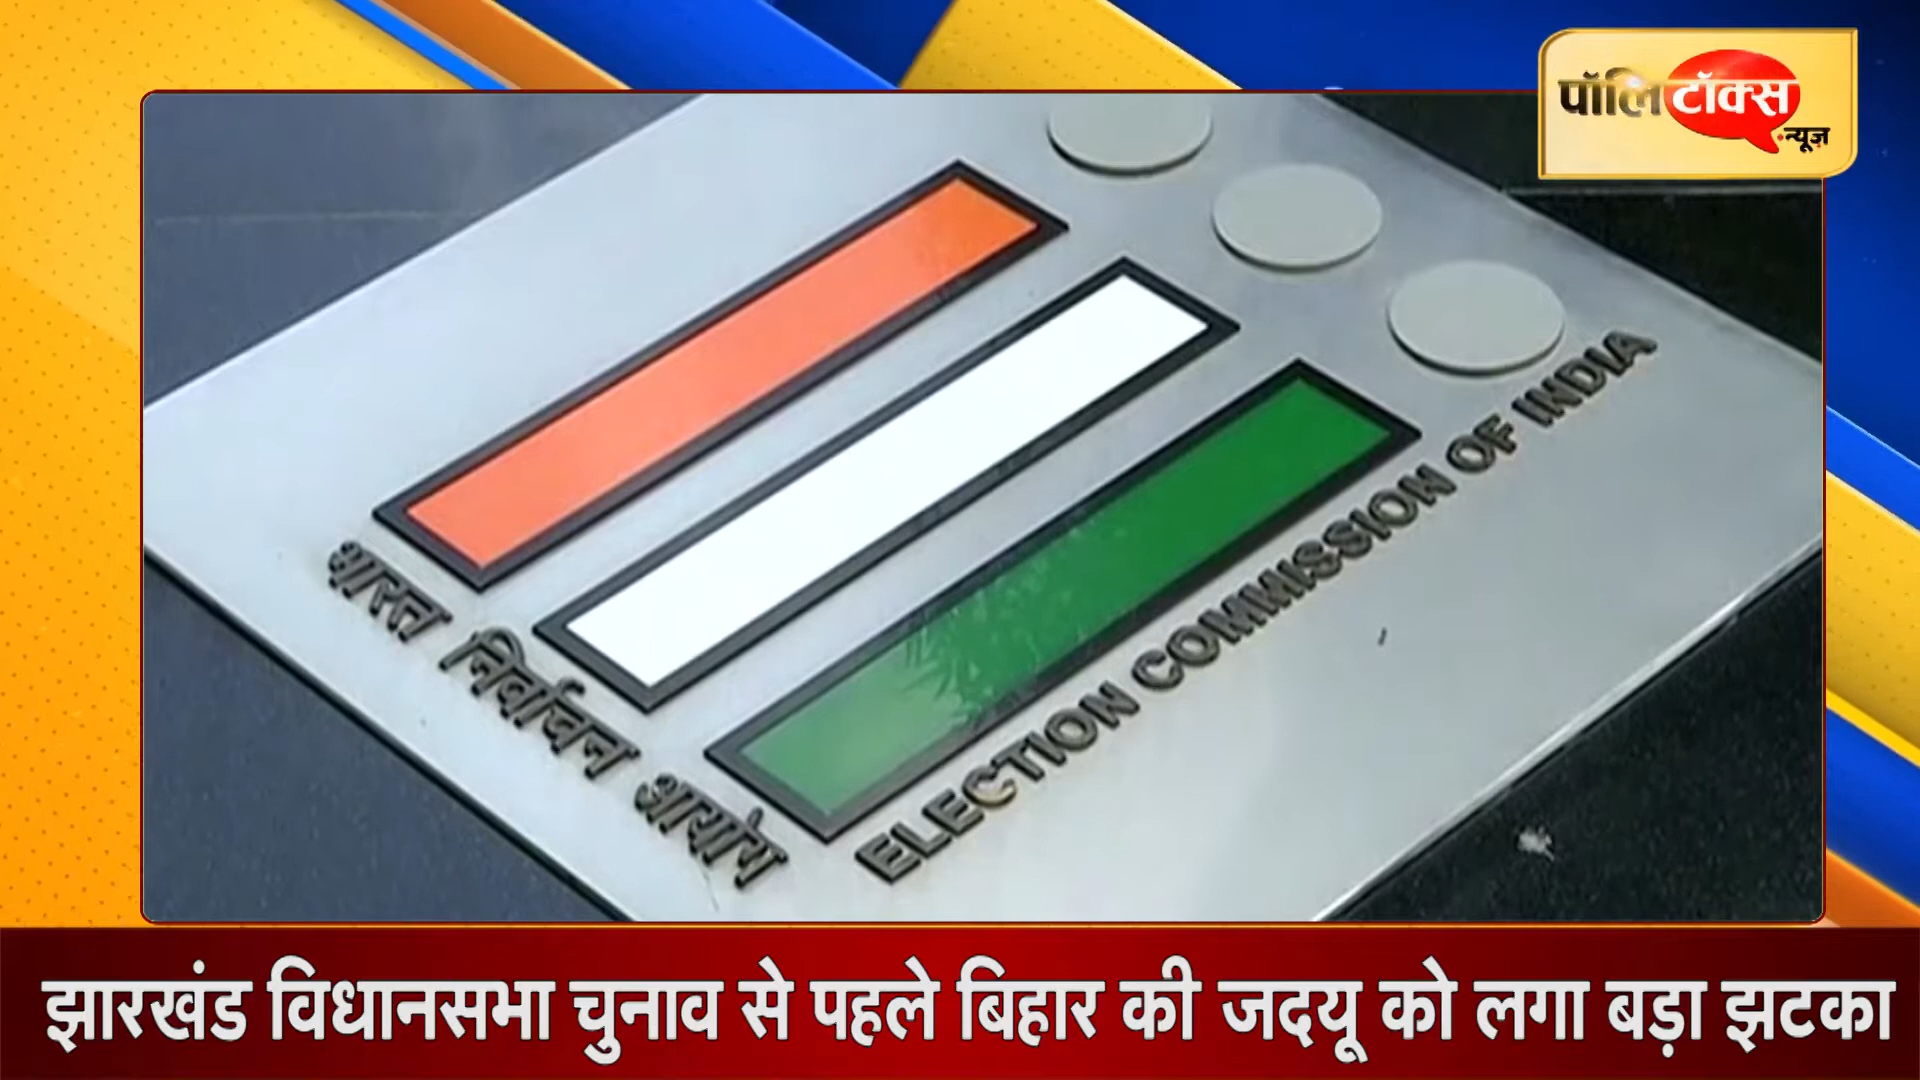 पॉलिटॉक्स
न्यूज़
भारत निर्वाचन आयोग
ELECTION COMMISSION OF INDIA
झारखंड विधानसभा चुनाव से पहले बिहार की जदयू को लगा बड़ा झटका